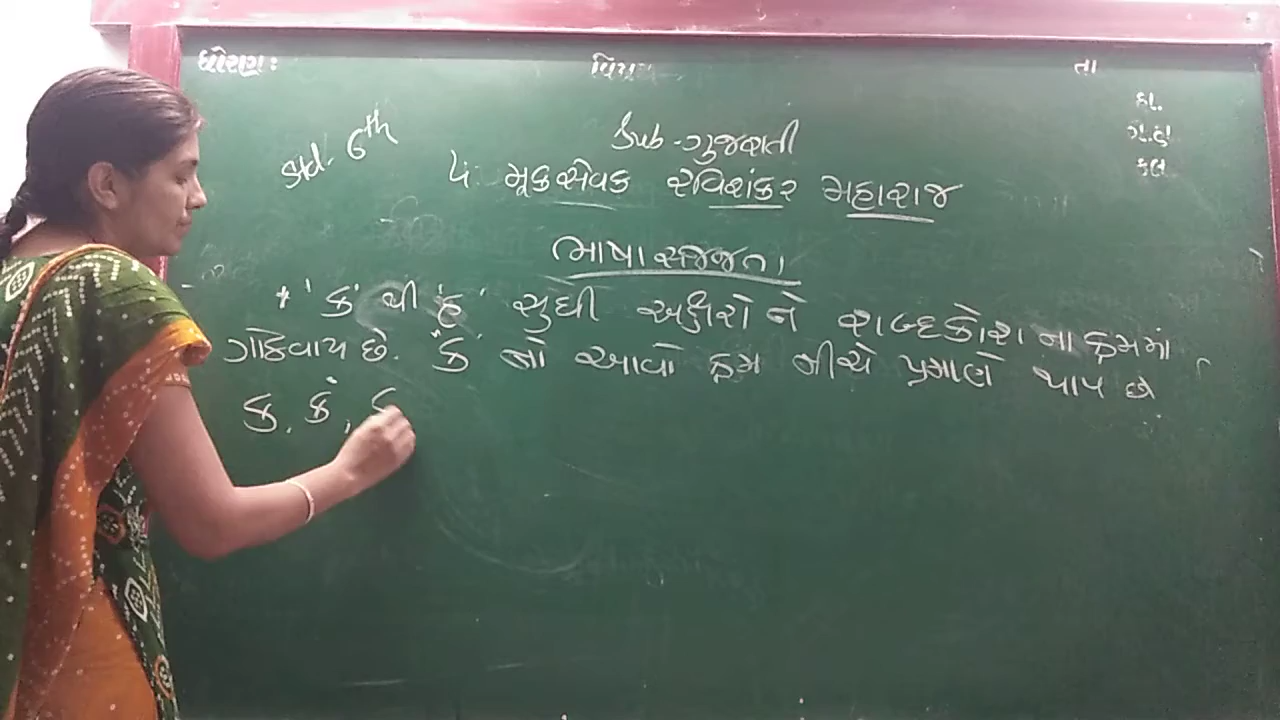 ધોરણ: વિષય તા
હા.
ગે.હા
કુલ
Std - 6th
Sub - ગુજરાતી
4. મૂકસેવક રવિશંકર મહારાજ
ભાષાસજ્જતા
* 'ક' થી 'હ' સુધી અક્ષરોને શબ્દકોશના ક્રમમાં
ગોઠવાય છે. 'ક' નો આવો ક્રમ નીચે પ્રમાણે થાય છે
ક, કં, ક